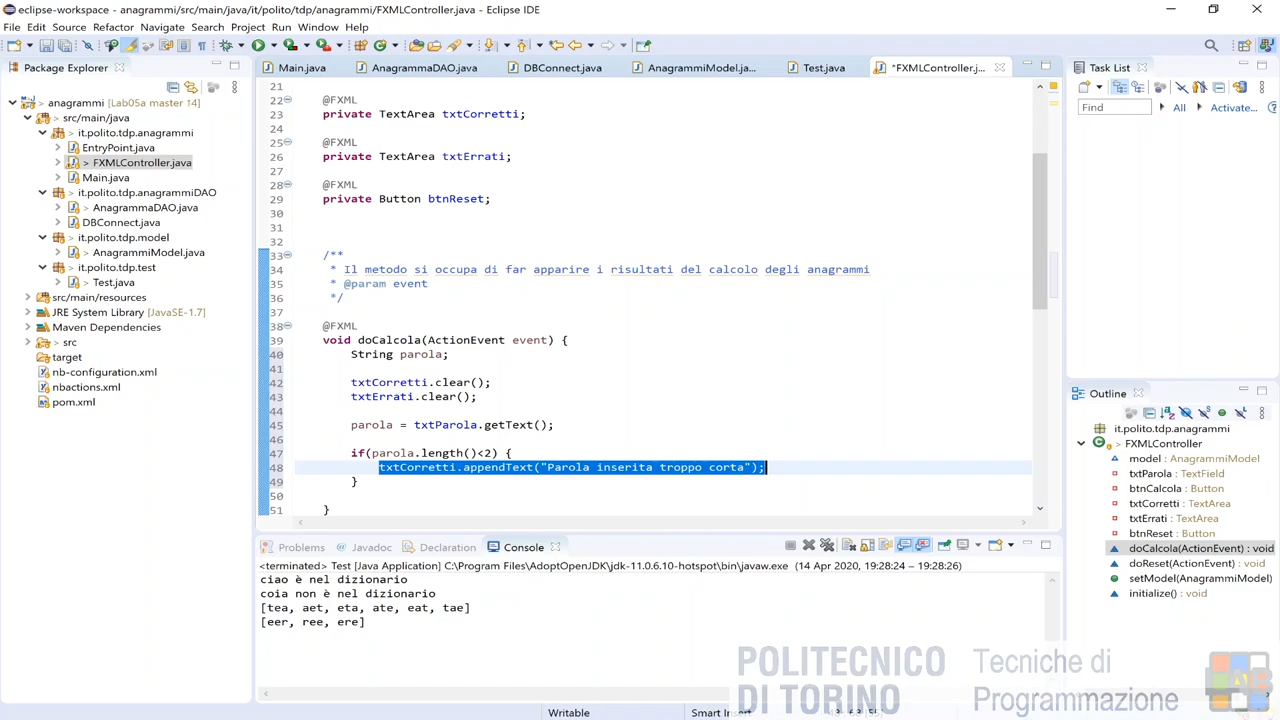 eclipse-workspace - anagrammi/src/main/java/it/polito/tdp/anagrammi/FXMLController.java - Eclipse IDE
File Edit Source Refactor Navigate Search Project Run Window Help
Package Explorer
Main.java AnagrammaDAO.java DBConnect.java AnagrammiModel.ja... Test.java *FXMLController.j...
Task List
Find All Activate...
anagrammi [Lab05a master 14]
src/main/java
it.polito.tdp.anagrammi
EntryPoint.java
> FXMLController.java
Main.java
> it.polito.tdp.anagrammiDAO
> AnagrammaDAO.java
DBConnect.java
> it.polito.tdp.model
> AnagrammiModel.java
> it.polito.tdp.test
> Test.java
src/main/resources
JRE System Library [JavaSE-1.7]
Maven Dependencies
> src
target
nb-configuration.xml
nbactions.xml
pom.xml
21
22 @FXML
23 private TextArea txtCorretti;
24
25 @FXML
26 private TextArea txtErrati;
27
28 @FXML
29 private Button btnReset;
30
31
32
33 /**
34 * Il metodo si occupa di far apparire i risultati del calcolo degli anagrammi
35 * @param event
36 */
37
38 @FXML
39 void doCalcola(ActionEvent event) {
40 String parola;
41
42 txtCorretti.clear();
43 txtErrati.clear();
44
45 parola = txtParola.getText();
46
47 if(parola.length()<2) {
48 txtCorretti.appendText("Parola inserita troppo corta");
49 }
50
51 }
Outline
it.polito.tdp.anagrammi
FXMLController
model : AnagrammiModel
txtParola : TextField
btnCalcola : Button
txtCorretti : TextArea
txtErrati : TextArea
btnReset : Button
doCalcola(ActionEvent) : void
doReset(ActionEvent) : void
setModel(AnagrammiModel)
initialize() : void
Problems Javadoc Declaration Console
<terminated> Test [Java Application] C:\Program Files\AdoptOpenJDK\jdk-11.0.6.10-hotspot\bin\javaw.exe (14 Apr 2020, 19:28:24 – 19:28:26)
ciao è nel dizionario
coia non è nel dizionario
[tea, aet, eta, ate, eat, tae]
[eer, ree, ere]
POLITECNICO
DI TORINO
Tecniche di
Programmazione
Writable Smart